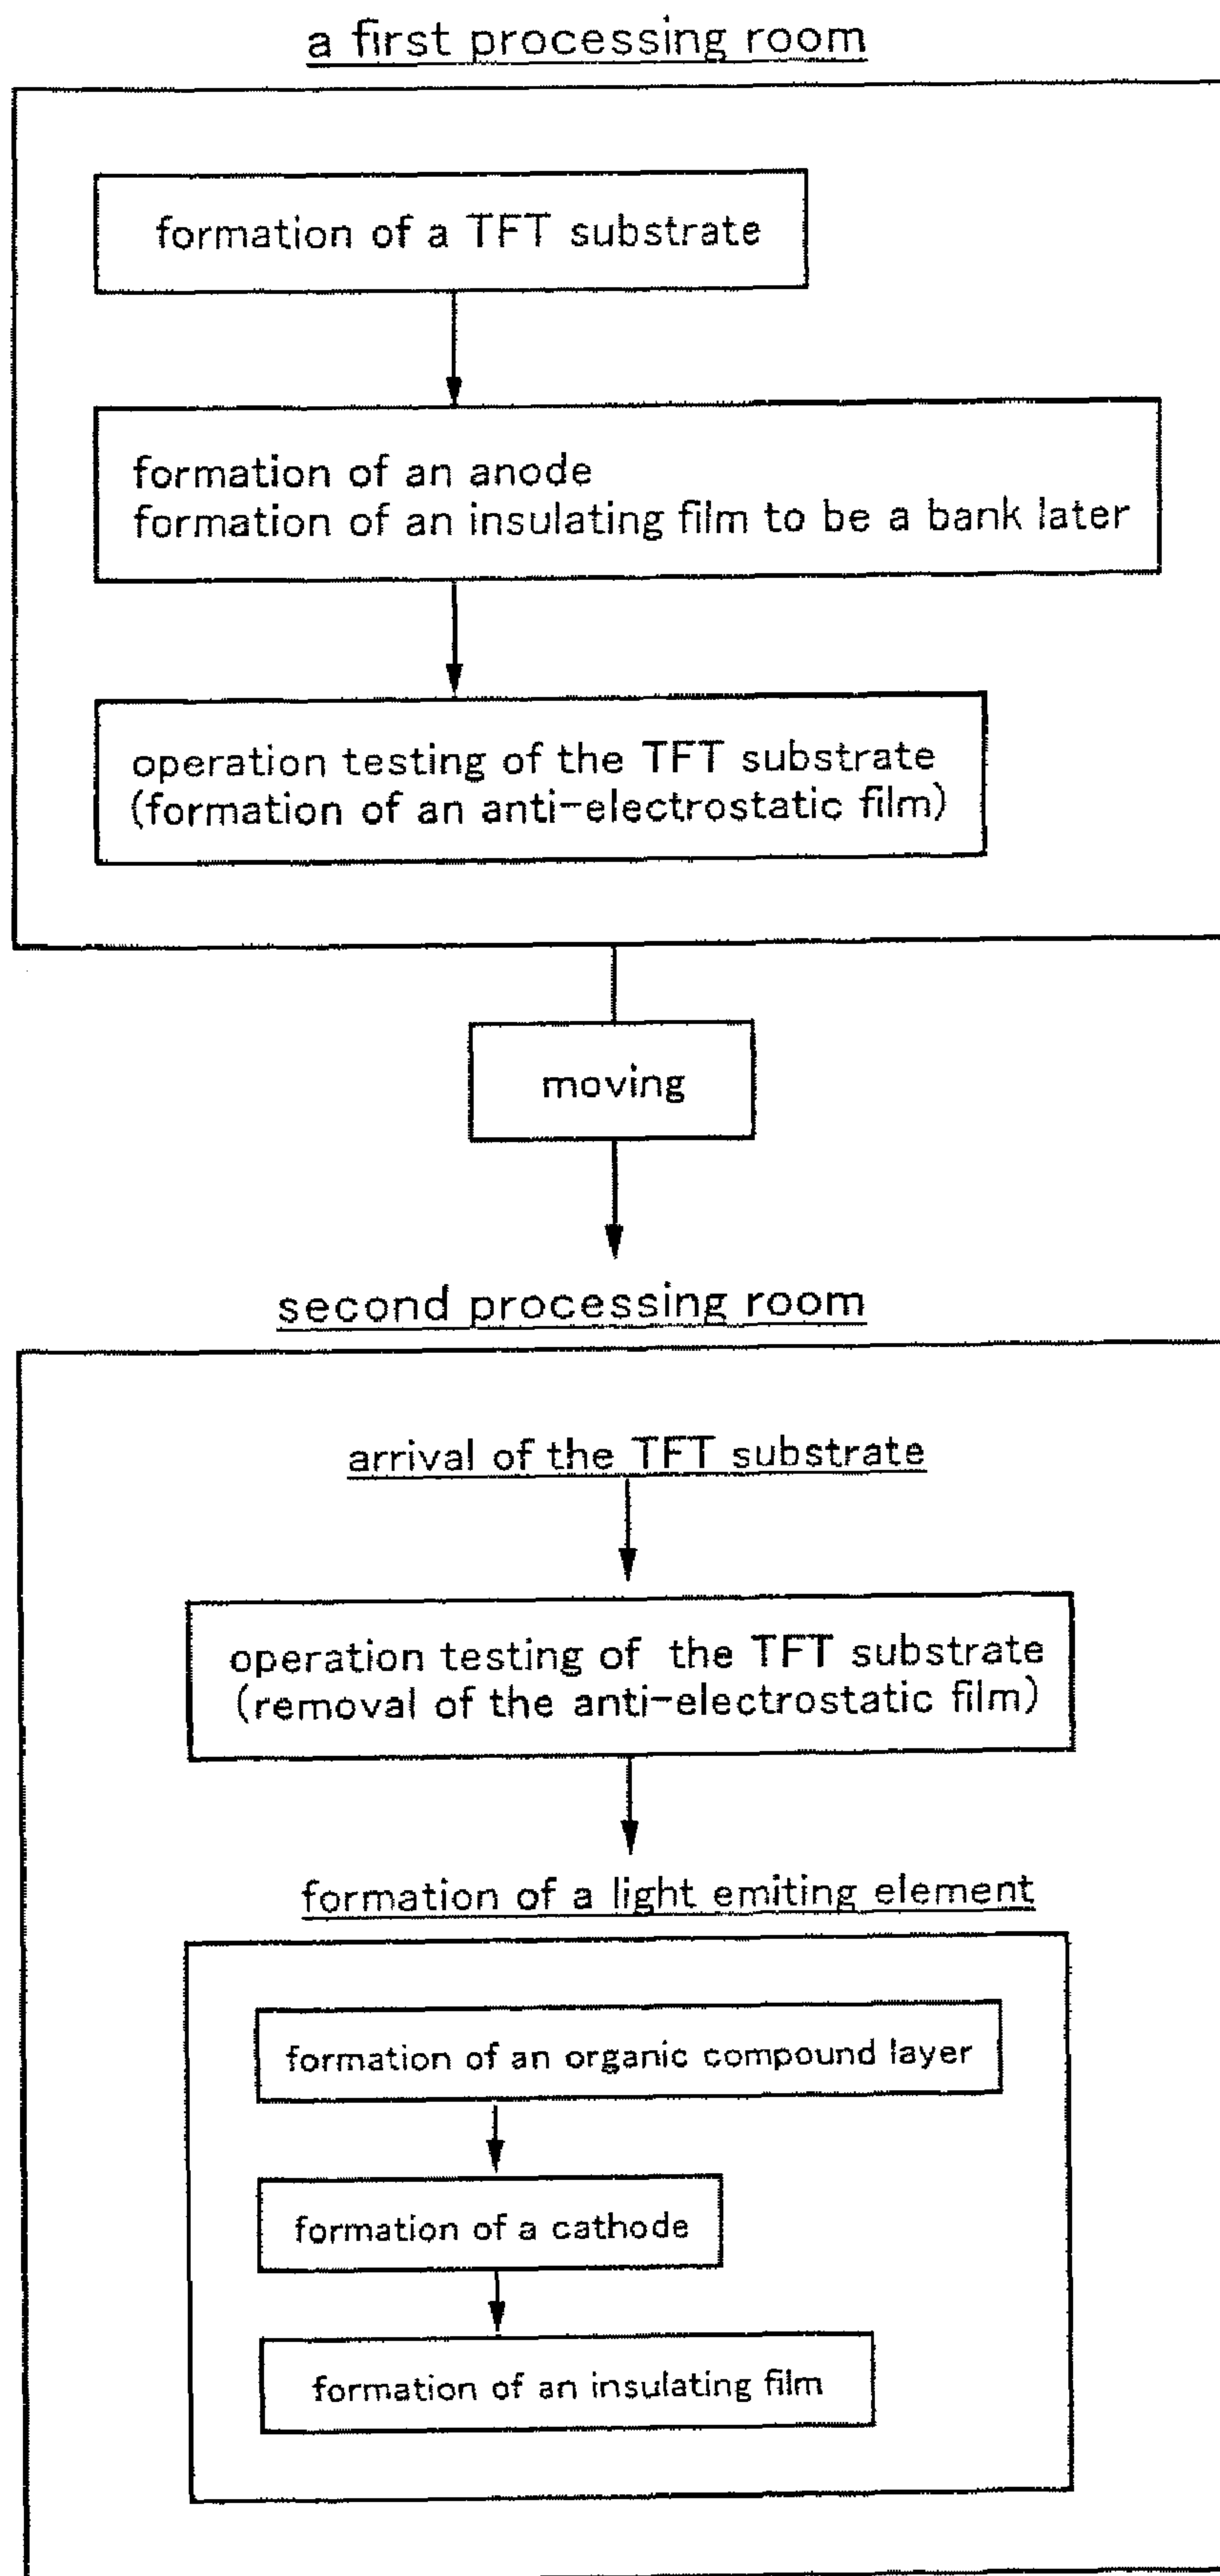 a first processing room
formation of a TFT substrate
formation of an anode
formation of an insulating film to be a bank later
operation testing of the TFT substrate
(formation of an anti-electrostatic film)
moving
second processing room
arrival of the TFT substrate
operation testing of the TFT substrate
(removal of the anti-electrostatic film)
formation of a light emiting element
formation of an organic compound layer
formation of a cathode
formation of an insulating film